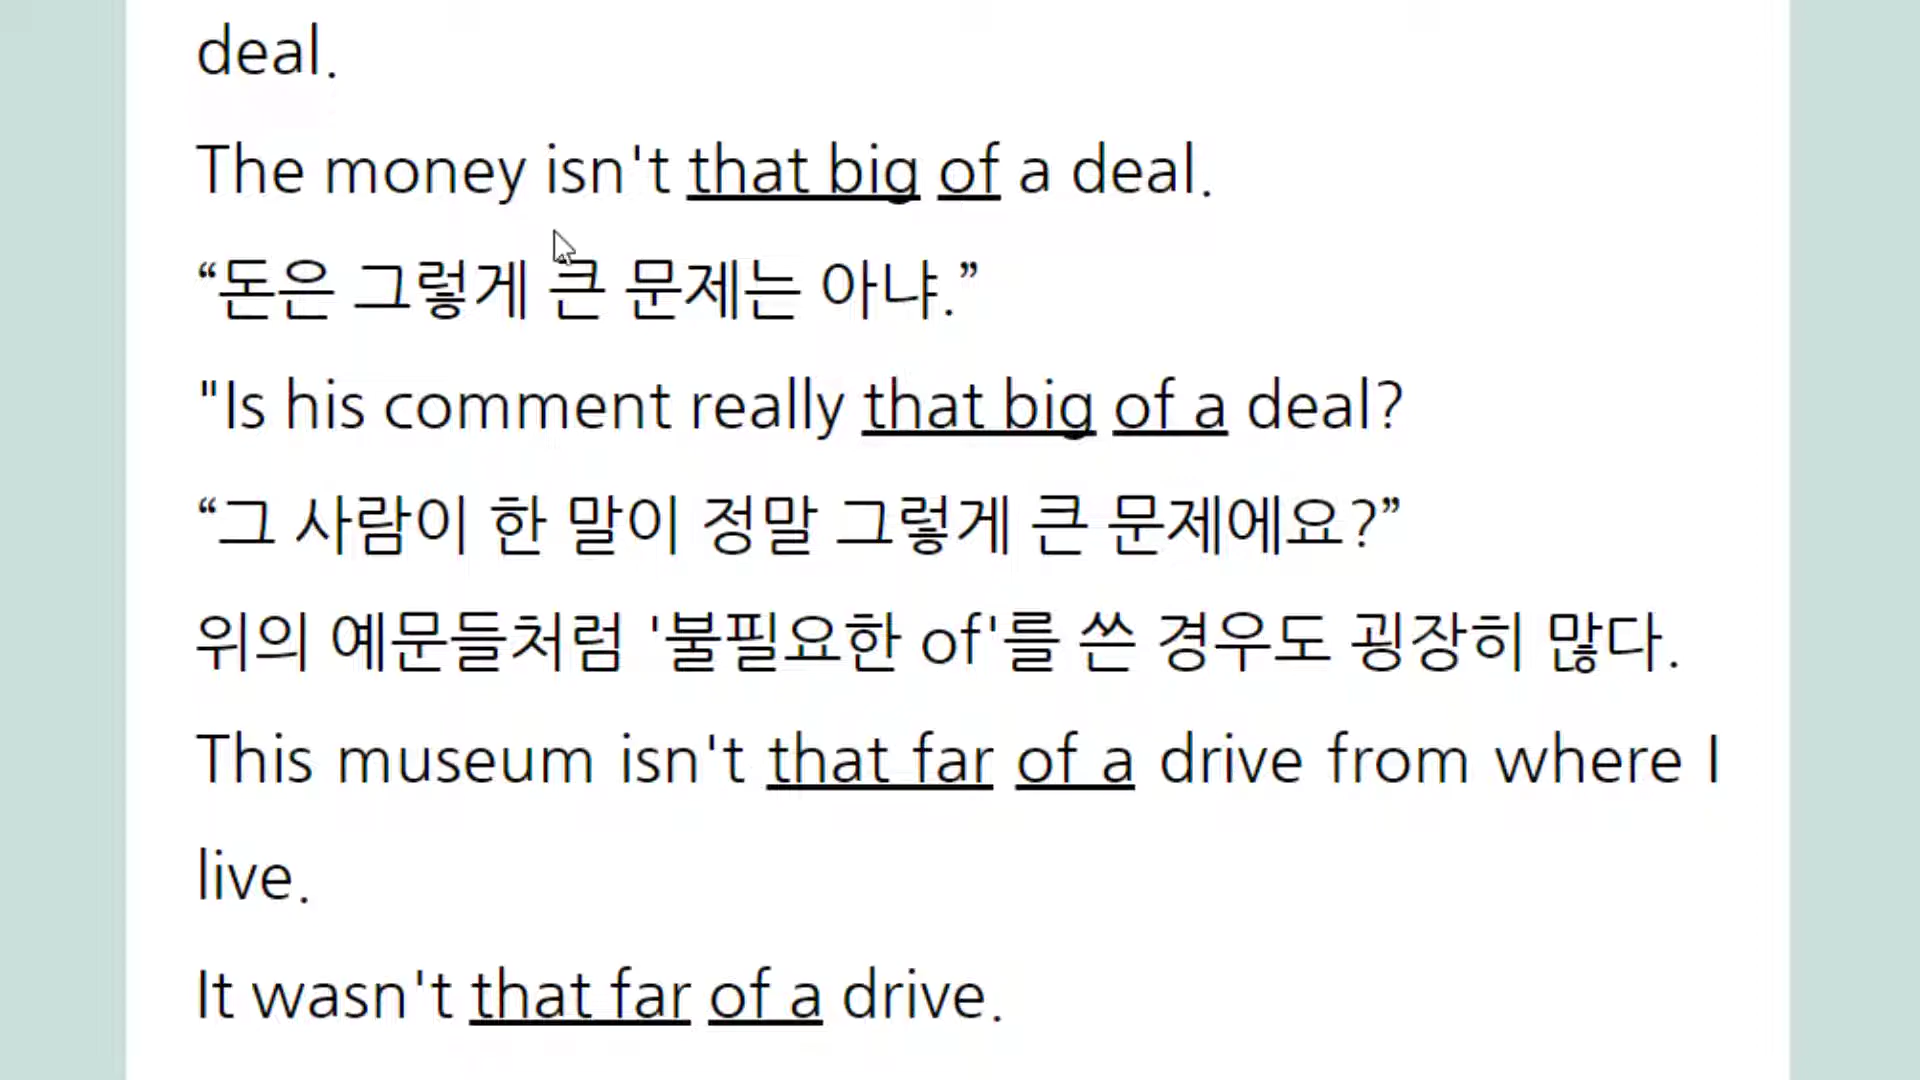 deal.
The money isn't that big of a deal.
“돈은 그렇게 큰 문제는 아냐.”
"Is his comment really that big of a deal?
“그 사람이 한 말이 정말 그렇게 큰 문제에요?”
위의 예문들처럼 '불필요한 of'를 쓴 경우도 굉장히 많다.
This museum isn't that far of a drive from where I
live.
It wasn't that far of a drive.